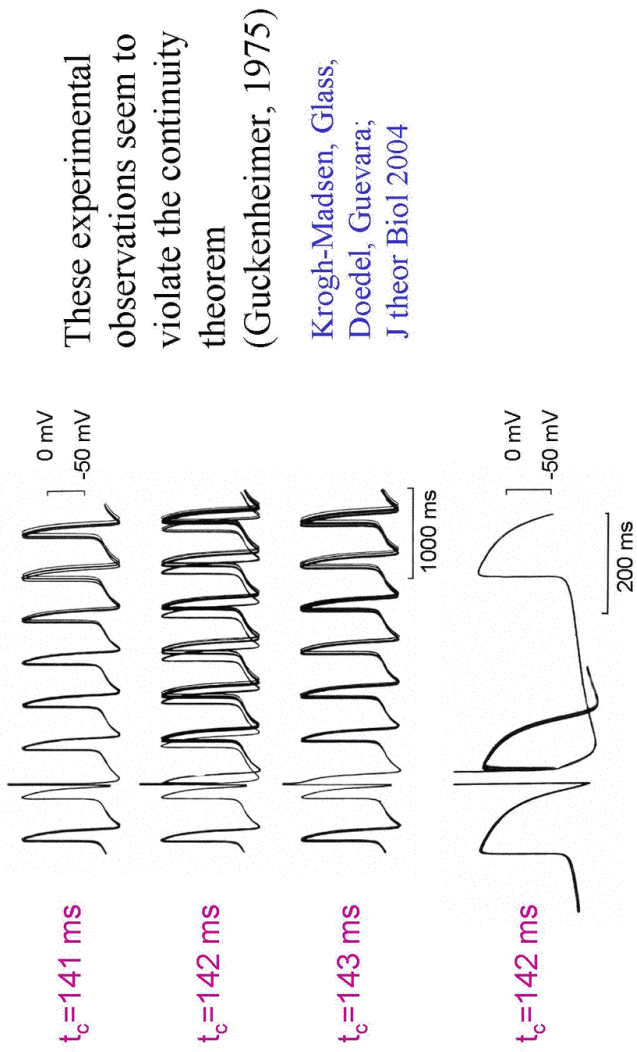 t_c=141 ms
0 mV
-50 mV
t_c=142 ms
t_c=143 ms
1000 ms
t_c=142 ms
0 mV
-50 mV
200 ms
These experimental
observations seem to
violate the continuity
theorem
(Guckenheimer, 1975)
Krogh-Madsen, Glass,
Doedel, Guevara;
J theor Biol 2004